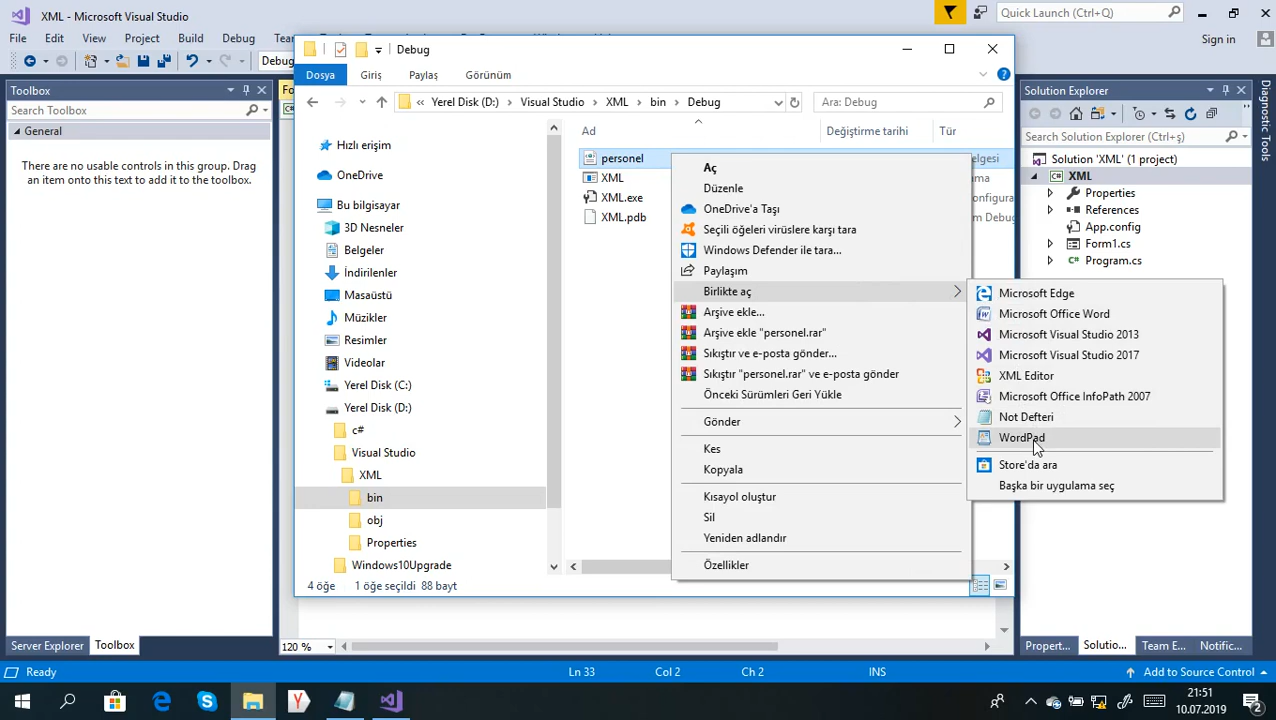 XML - Microsoft Visual Studio
Quick Launch (Ctrl+Q)
File Edit View Project Build Debug
Sign in
Debug
Dosya Giriş Paylaş Görünüm
Yerel Disk (D:) Visual Studio XML bin Debug
Ara: Debug
Toolbox
Search Toolbox
General
There are no usable controls in this group. Drag
an item onto this text to add it to the toolbox.
Server Explorer Toolbox
Hızlı erişim
OneDrive
Bu bilgisayar
3D Nesneler
Belgeler
İndirilenler
Masaüstü
Müzikler
Resimler
Videolar
Yerel Disk (C:)
Yerel Disk (D:)
c#
Visual Studio
XML
bin
obj
Properties
Windows10Upgrade
4 öğe 1 öğe seçildi 88 bayt
Ad Değiştirme tarihi Tür
personel
XML
XML.exe
XML.pdb
Aç
Düzenle
OneDrive'a Taşı
Seçili öğeleri virüslere karşı tara
Windows Defender ile tara...
Paylaşım
Birlikte aç
Arşive ekle...
Arşive ekle "personel.rar"
Sıkıştır ve e-posta gönder...
Sıkıştır "personel.rar" ve e-posta gönder
Önceki Sürümleri Geri Yükle
Gönder
Kes
Kopyala
Kısayol oluştur
Sil
Yeniden adlandır
Özellikler
Microsoft Edge
Microsoft Office Word
Microsoft Visual Studio 2013
Microsoft Visual Studio 2017
XML Editor
Microsoft Office InfoPath 2007
Not Defteri
WordPad
Store'da ara
Başka bir uygulama seç
Solution Explorer
Search Solution Explorer (Ctrl+ş)
Solution 'XML' (1 project)
XML
Properties
References
App.config
Form1.cs
Program.cs
Diagnostic Tools
Propert... Solutio... Team E... Notific...
120 %
Ready Ln 33 Col 2 Ch 2 INS Add to Source Control
21:51
10.07.2019
2